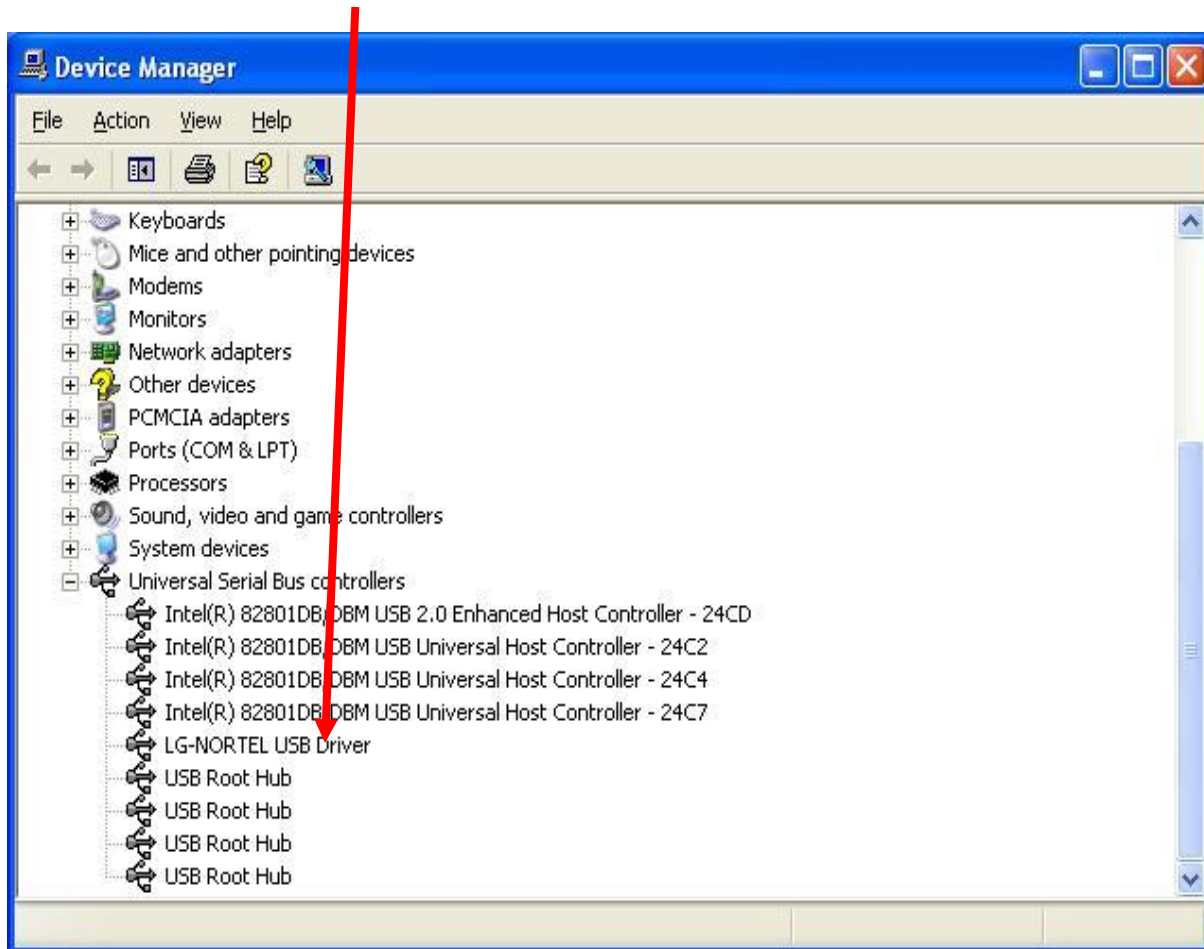 Device Manager
File Action View Help
Keyboards
Mice and other pointing devices
Modems
Monitors
Network adapters
Other devices
PCMCIA adapters
Ports (COM & LPT)
Processors
Sound, video and game controllers
System devices
Universal Serial Bus controllers
Intel(R) 82801DB/DBM USB 2.0 Enhanced Host Controller - 24CD
Intel(R) 82801DB/DBM USB Universal Host Controller - 24C2
Intel(R) 82801DB/DBM USB Universal Host Controller - 24C4
Intel(R) 82801DB/DBM USB Universal Host Controller - 24C7
LG-NORTEL USB Driver
USB Root Hub
USB Root Hub
USB Root Hub
USB Root Hub